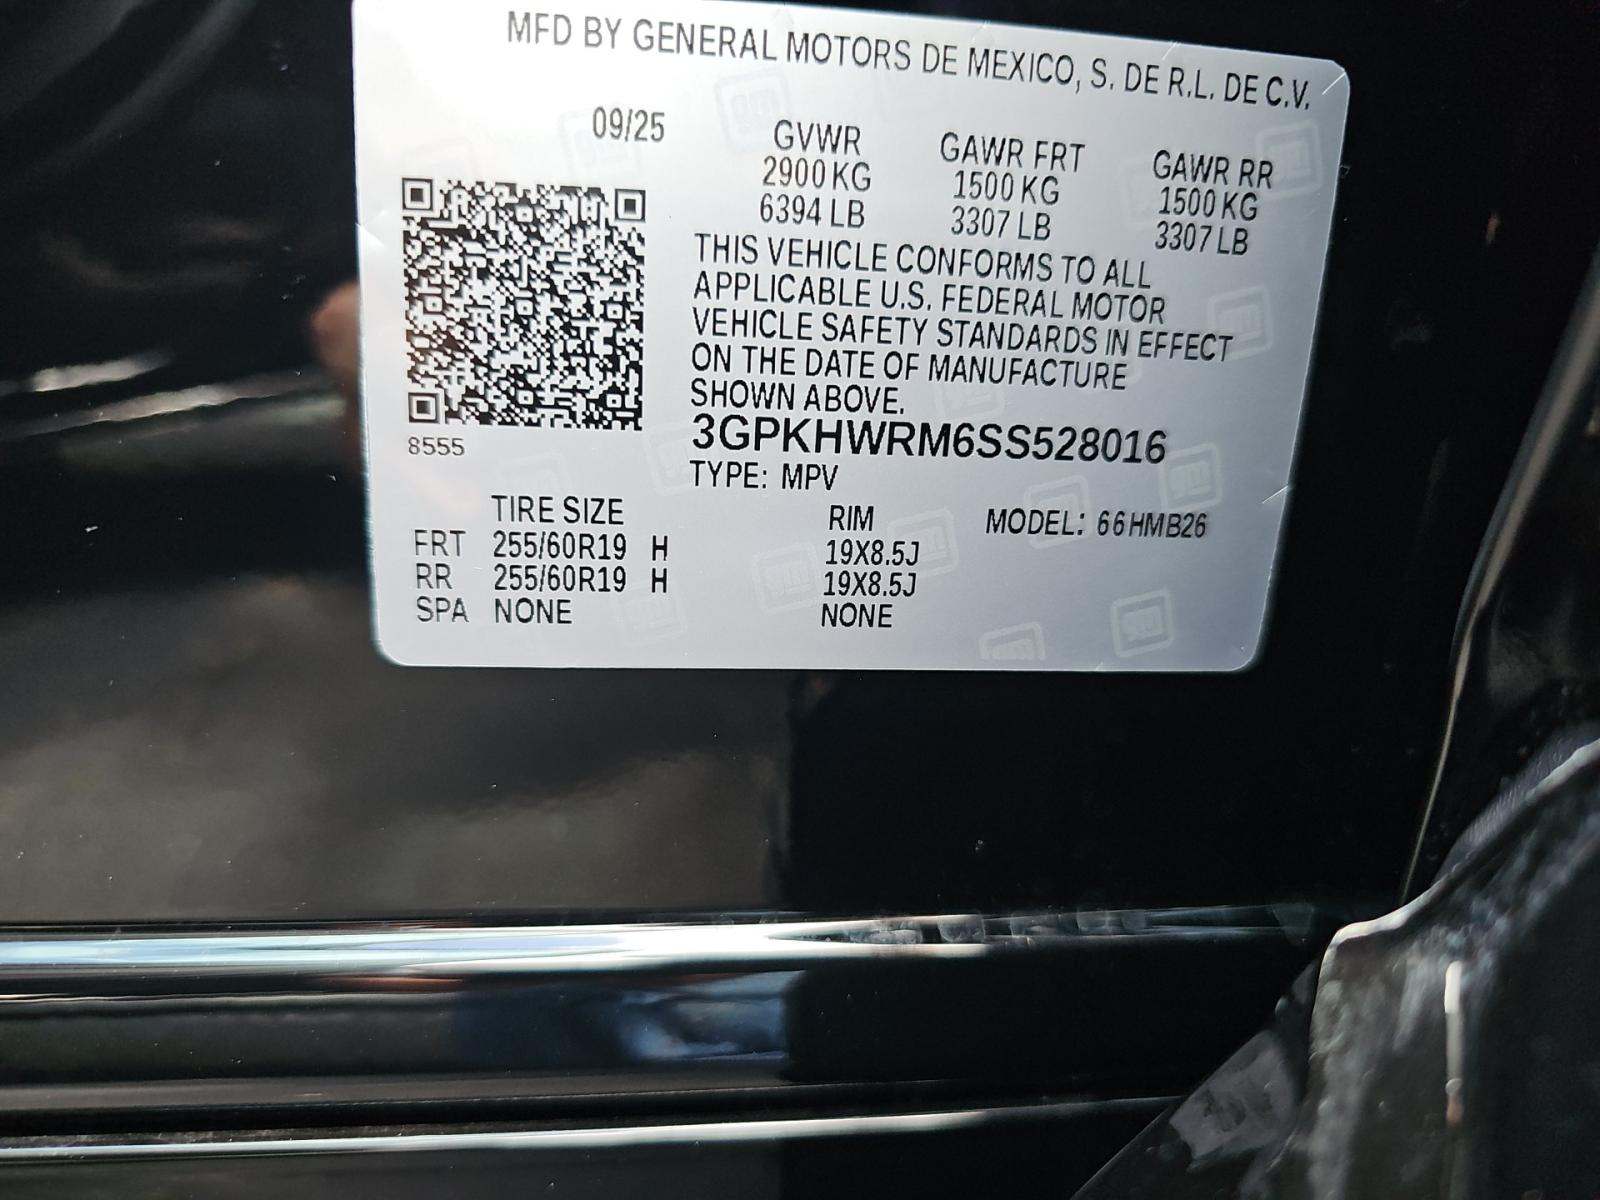 MFD BY GENERAL MOTORS DE MEXICO, S. DE R.L. DE C.V.
09/25
GVWR GAWR FRT GAWR RR
2900 KG 1500 KG 1500 KG
6394 LB 3307 LB 3307 LB
THIS VEHICLE CONFORMS TO ALL
APPLICABLE U.S. FEDERAL MOTOR
VEHICLE SAFETY STANDARDS IN EFFECT
ON THE DATE OF MANUFACTURE
SHOWN ABOVE.
3GPKHWRM6SS528016
8555
TYPE: MPV
TIRE SIZE RIM MODEL: 66HMB26
FRT 255/60R19 H 19X8.5J
RR 255/60R19 H 19X8.5J
SPA NONE NONE